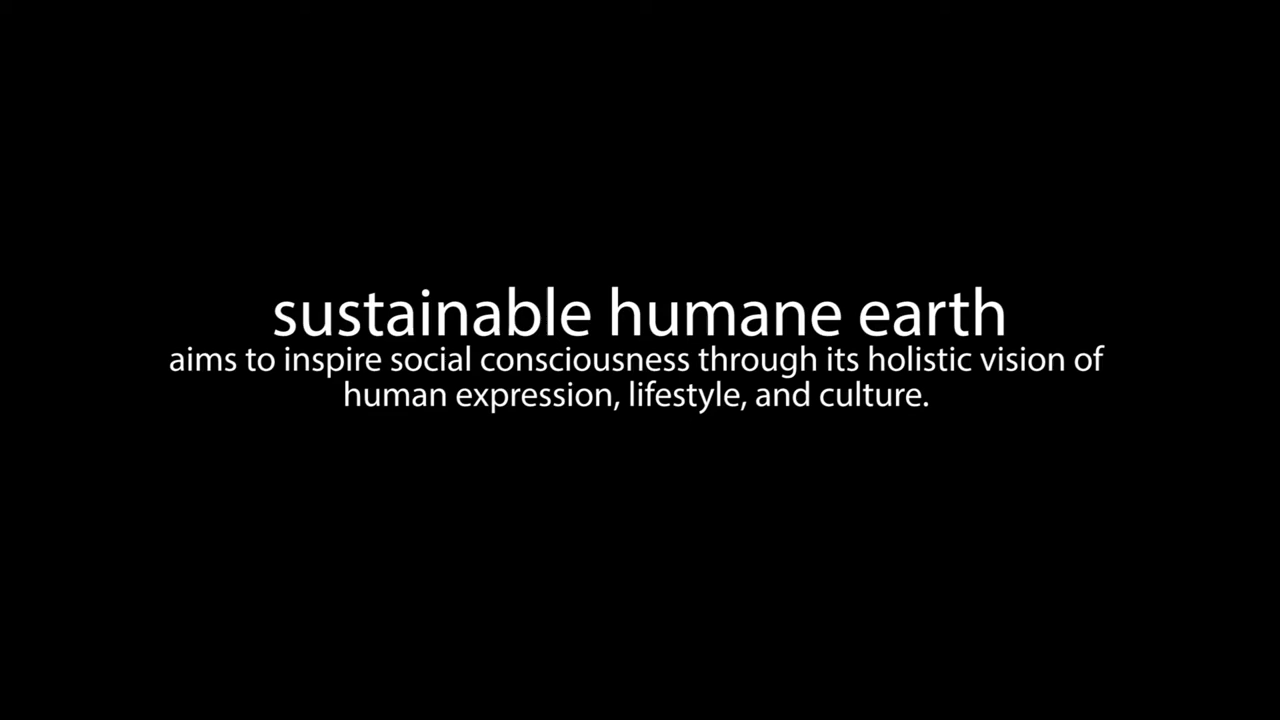 sustainable humane earth
aims to inspire social consciousness through its holistic vision of
human expression, lifestyle, and culture.